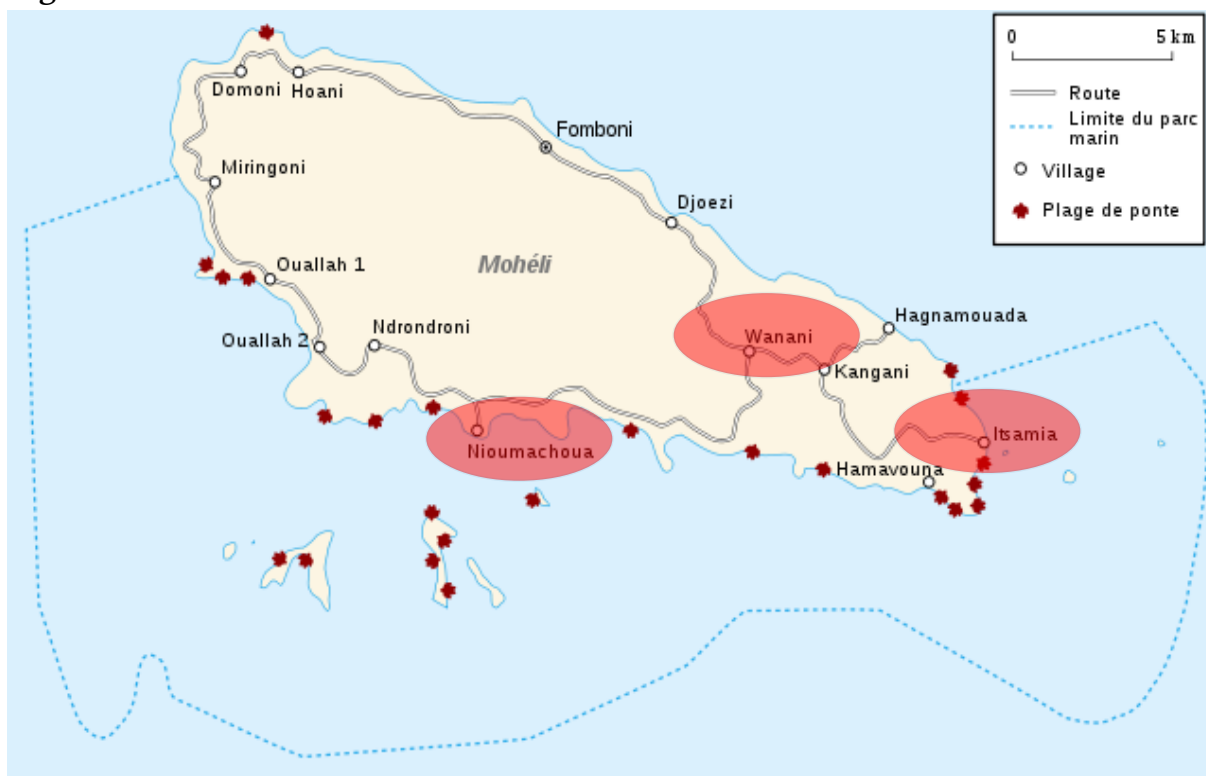 0 5 km
Route
Limite du parc
marin
Village
Plage de ponte
Domoni
Hoani
Fomboni
Miringoni
Djoezi
Mohéli
Ouallah 1
Ouallah 2
Ndrondroni
Wanani
Hagnamouada
Kangani
Nioumachoua
Itsamia
Hamavouna